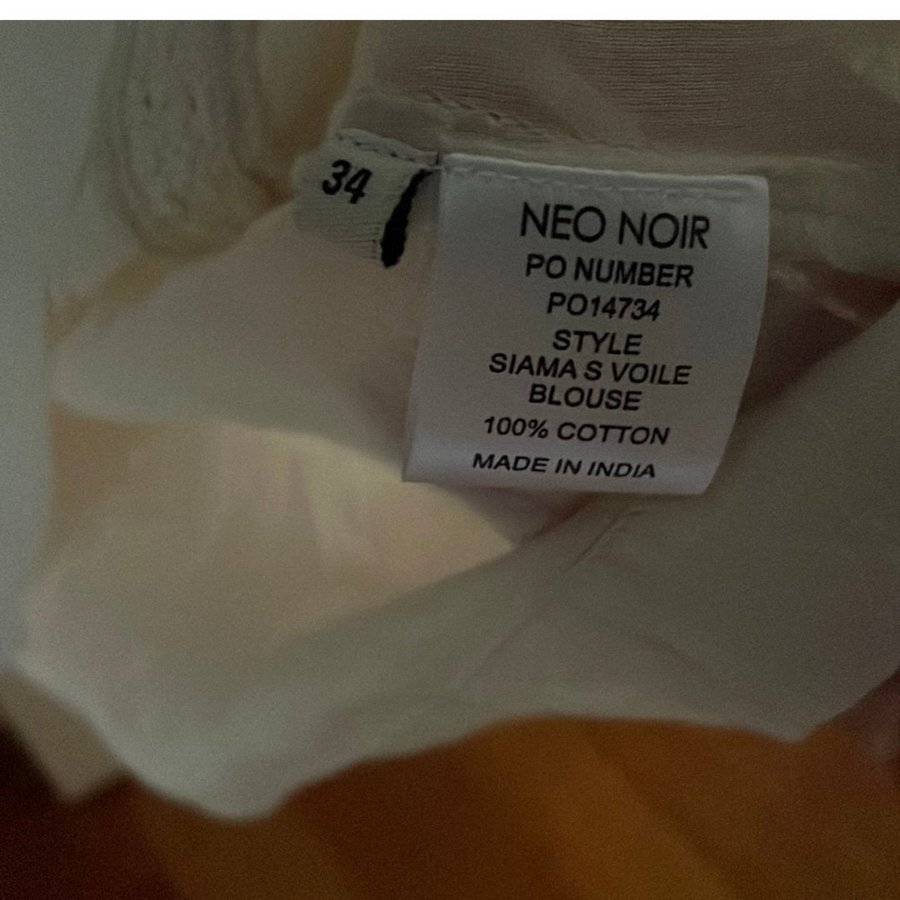 34
NEO NOIR
PO NUMBER
PO14734
STYLE
SIAMA S VOILE
BLOUSE
100% COTTON
MADE IN INDIA